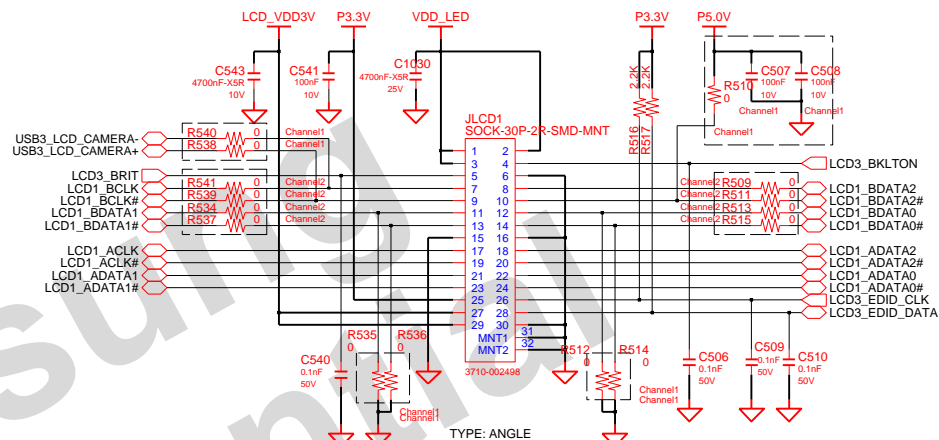 LCD_VDD3V P3.3V VDD_LED P3.3V P5.0V
C543
4700nF-X5R
10V
C541
100nF
10V
C1030
4700nF-X5R
25V
2.2K
2.2K
R516
R517
R510
0
C507
100nF
10V
C508
100nF
10V
Channel1
JLCD1
SOCK-30P-2R-SMD-MNT
USB3_LCD_CAMERA- R540 0 Channel1
USB3_LCD_CAMERA+ R538 0 Channel1
1 2
3 4 LCD3_BKLTON
LCD3_BRIT 5 6
LCD1_BCLK R541 0 Channel2 7 8 Channel2 R509 0 LCD1_BDATA2
LCD1_BCLK# R539 0 Channel2 9 10 Channel2 R511 0 LCD1_BDATA2#
LCD1_BDATA1 R534 0 Channel2 11 12 Channel2 R513 0 LCD1_BDATA0
LCD1_BDATA1# R537 0 Channel2 13 14 Channel2 R515 0 LCD1_BDATA0#
15 16
LCD1_ACLK 17 18 LCD1_ADATA2
LCD1_ACLK# 19 20 LCD1_ADATA2#
LCD1_ADATA1 21 22 LCD1_ADATA0
LCD1_ADATA1# 23 24 LCD1_ADATA0#
25 26 LCD3_EDID_CLK
27 28 LCD3_EDID_DATA
29 30
MNT1 31
MNT2 32
3710-002498
C540
0.1nF
50V
R535
0
R536
0
Channel1
Channel1
R512
0
R514
0
Channel1
Channel1
C506
0.1nF
50V
C509
0.1nF
50V
C510
0.1nF
50V
TYPE: ANGLE
sung
ntial